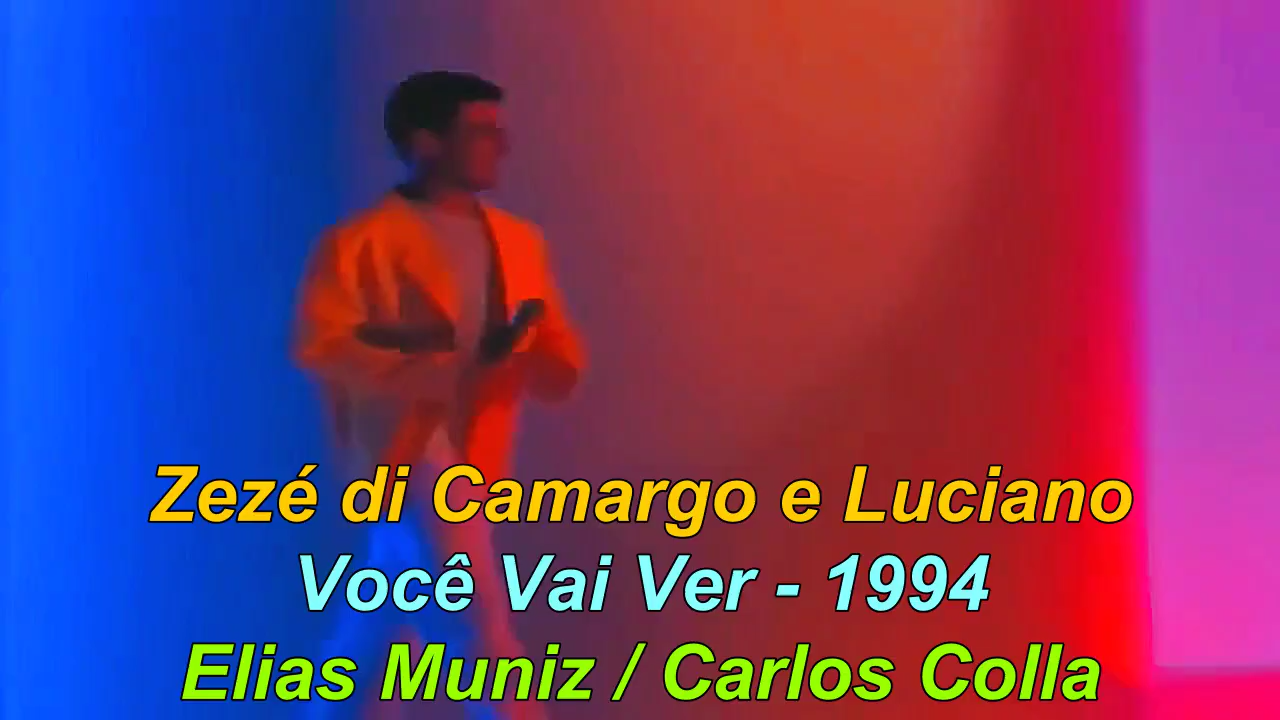 Zezé di Camargo e Luciano
Você Vai Ver - 1994
Elias Muniz / Carlos Colla